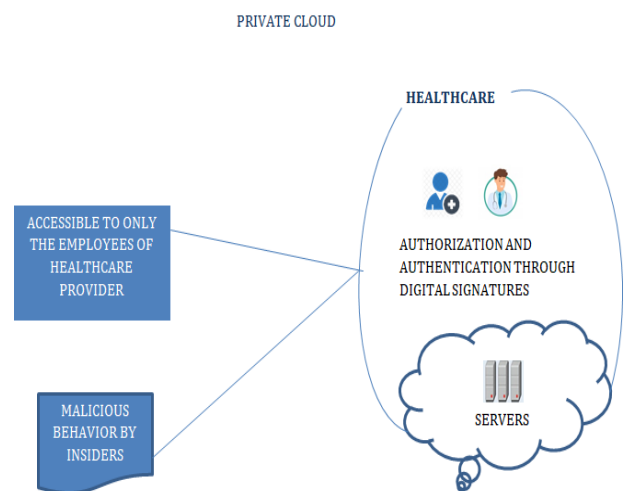 PRIVATE CLOUD
HEALTHCARE
ACCESSIBLE TO ONLY
THE EMPLOYEES OF
HEALTHCARE
PROVIDER
AUTHORIZATION AND
AUTHENTICATION THROUGH
DIGITAL SIGNATURES
SERVERS
MALICIOUS
BEHAVIOR BY
INSIDERS